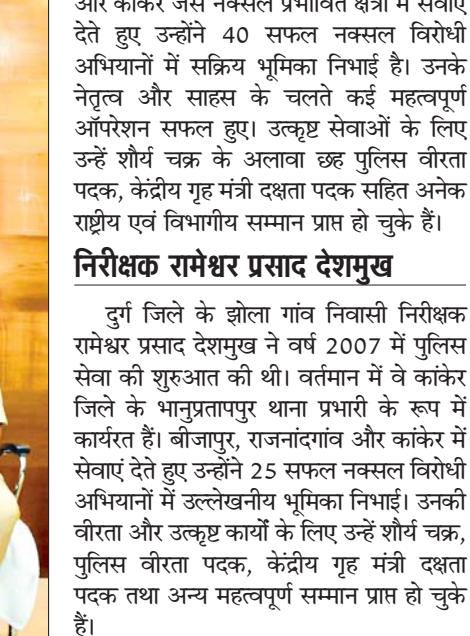 और कांकेर जैसे नक्सल प्रभावित क्षेत्रों में सेवाएं
देते हुए उन्होंने 40 सफल नक्सल विरोधी
अभियानों में सक्रिय भूमिका निभाई है। उनके
नेतृत्व और साहस के चलते कई महत्वपूर्ण
ऑपरेशन सफल हुए। उत्कृष्ट सेवाओं के लिए
उन्हें शौर्य चक्र के अलावा छह पुलिस वीरता
पदक, केंद्रीय गृह मंत्री दक्षता पदक सहित अनेक
राष्ट्रीय एवं विभागीय सम्मान प्राप्त हो चुके हैं।
निरीक्षक रामेश्वर प्रसाद देशमुख
दुर्ग जिले के झोला गांव निवासी निरीक्षक
रामेश्वर प्रसाद देशमुख ने वर्ष 2007 में पुलिस
सेवा की शुरुआत की थी। वर्तमान में वे कांकेर
जिले के भानुप्रतापपुर थाना प्रभारी के रूप में
कार्यरत हैं। बीजापुर, राजनांदगांव और कांकेर में
सेवाएं देते हुए उन्होंने 25 सफल नक्सल विरोधी
अभियानों में उल्लेखनीय भूमिका निभाई। उनकी
वीरता और उत्कृष्ट कार्यों के लिए उन्हें शौर्य चक्र,
पुलिस वीरता पदक, केंद्रीय गृह मंत्री दक्षता
पदक तथा अन्य महत्वपूर्ण सम्मान प्राप्त हो चुके
हैं।